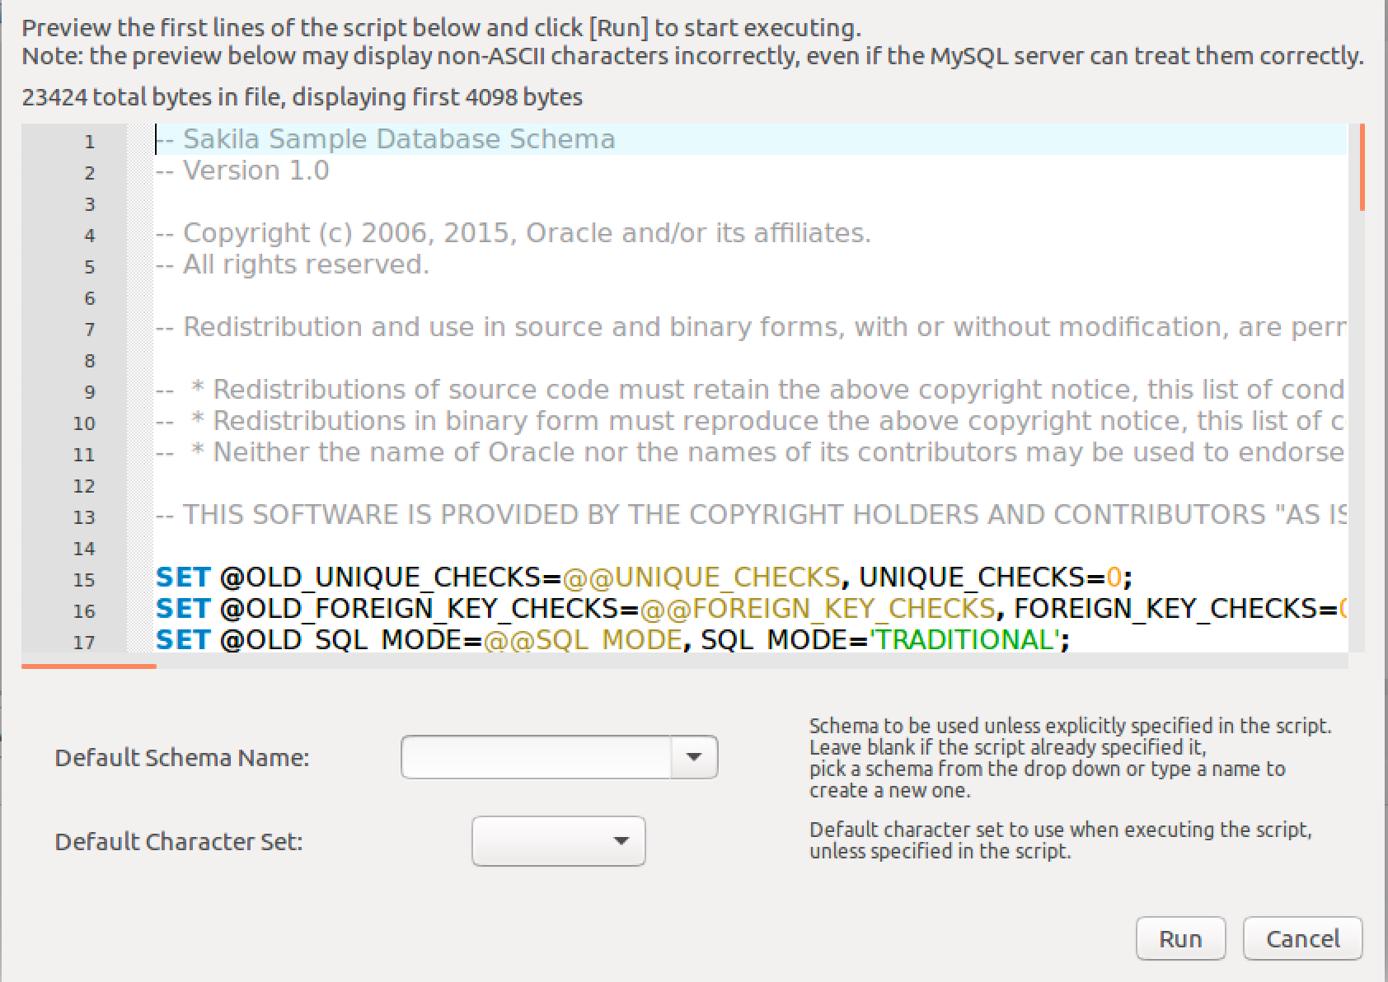 Preview the first lines of the script below and click [Run] to start executing.
Note: the preview below may display non-ASCII characters incorrectly, even if the MySQL server can treat them correctly.
23424 total bytes in file, displaying first 4098 bytes
1 -- Sakila Sample Database Schema
2 -- Version 1.0
3
4 -- Copyright (c) 2006, 2015, Oracle and/or its affiliates.
5 -- All rights reserved.
6
7 -- Redistribution and use in source and binary forms, with or without modification, are
8
9 --  * Redistributions of source code must retain the above copyright notice, this list of
10 --  * Redistributions in binary form must reproduce the above copyright notice, this list of
11 --  * Neither the name of Oracle nor the names of its contributors may be used to endorse
12
13 -- THIS SOFTWARE IS PROVIDED BY THE COPYRIGHT HOLDERS AND CONTRIBUTORS "AS
14
15 SET @OLD_UNIQUE_CHECKS=@@UNIQUE_CHECKS, UNIQUE_CHECKS=0;
16 SET @OLD_FOREIGN_KEY_CHECKS=@@FOREIGN_KEY_CHECKS, FOREIGN_KEY_CHECKS=
17 SET @OLD_SQL_MODE=@@SQL_MODE, SQL_MODE='TRADITIONAL';
Default Schema Name:
Schema to be used unless explicitly specified in the script.
Leave blank if the script already specified it,
pick a schema from the drop down or type a name to
create a new one.
Default Character Set:
Default character set to use when executing the script,
unless specified in the script.
Run
Cancel